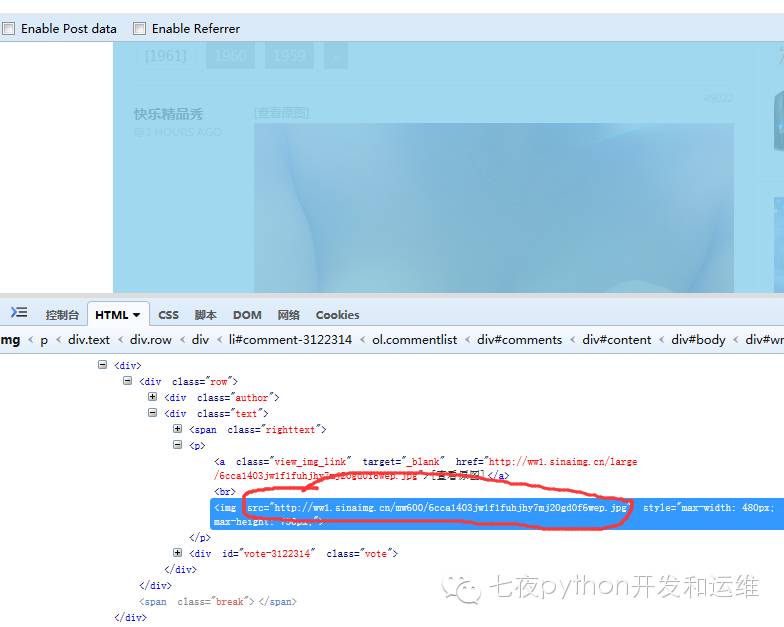 Enable Post data Enable Referrer
[1961] 1960 1959
49022
快乐精品秀 [查看原图]
@3 HOURS AGO
控制台 HTML CSS 脚本 DOM 网络 Cookies
mg < p < div.text < div.row < div < li#comment-3122314 < ol.commentlist < div#comments < div#content < div#body < div#wr
<div>
<div class="row">
<div class="author">
<div class="text">
<span class="righttext">
<p>
<a class="view_img_link" target="_blank" href="http://ww1.sinaimg.cn/large
/6cca1403jw1f1fuhjhy7mj20gd0f6wep.jpg">[查看原图]</a>
<br>
<img src="http://ww1.sinaimg.cn/mw600/6cca1403jw1f1fuhjhy7mj20gd0f6wep.jpg" style="max-width: 480px;
max-height: 750px;">
</p>
<div id="vote-3122314" class="vote">
</div>
</div>
<span class="break"></span>
</div>
七夜python开发和运维